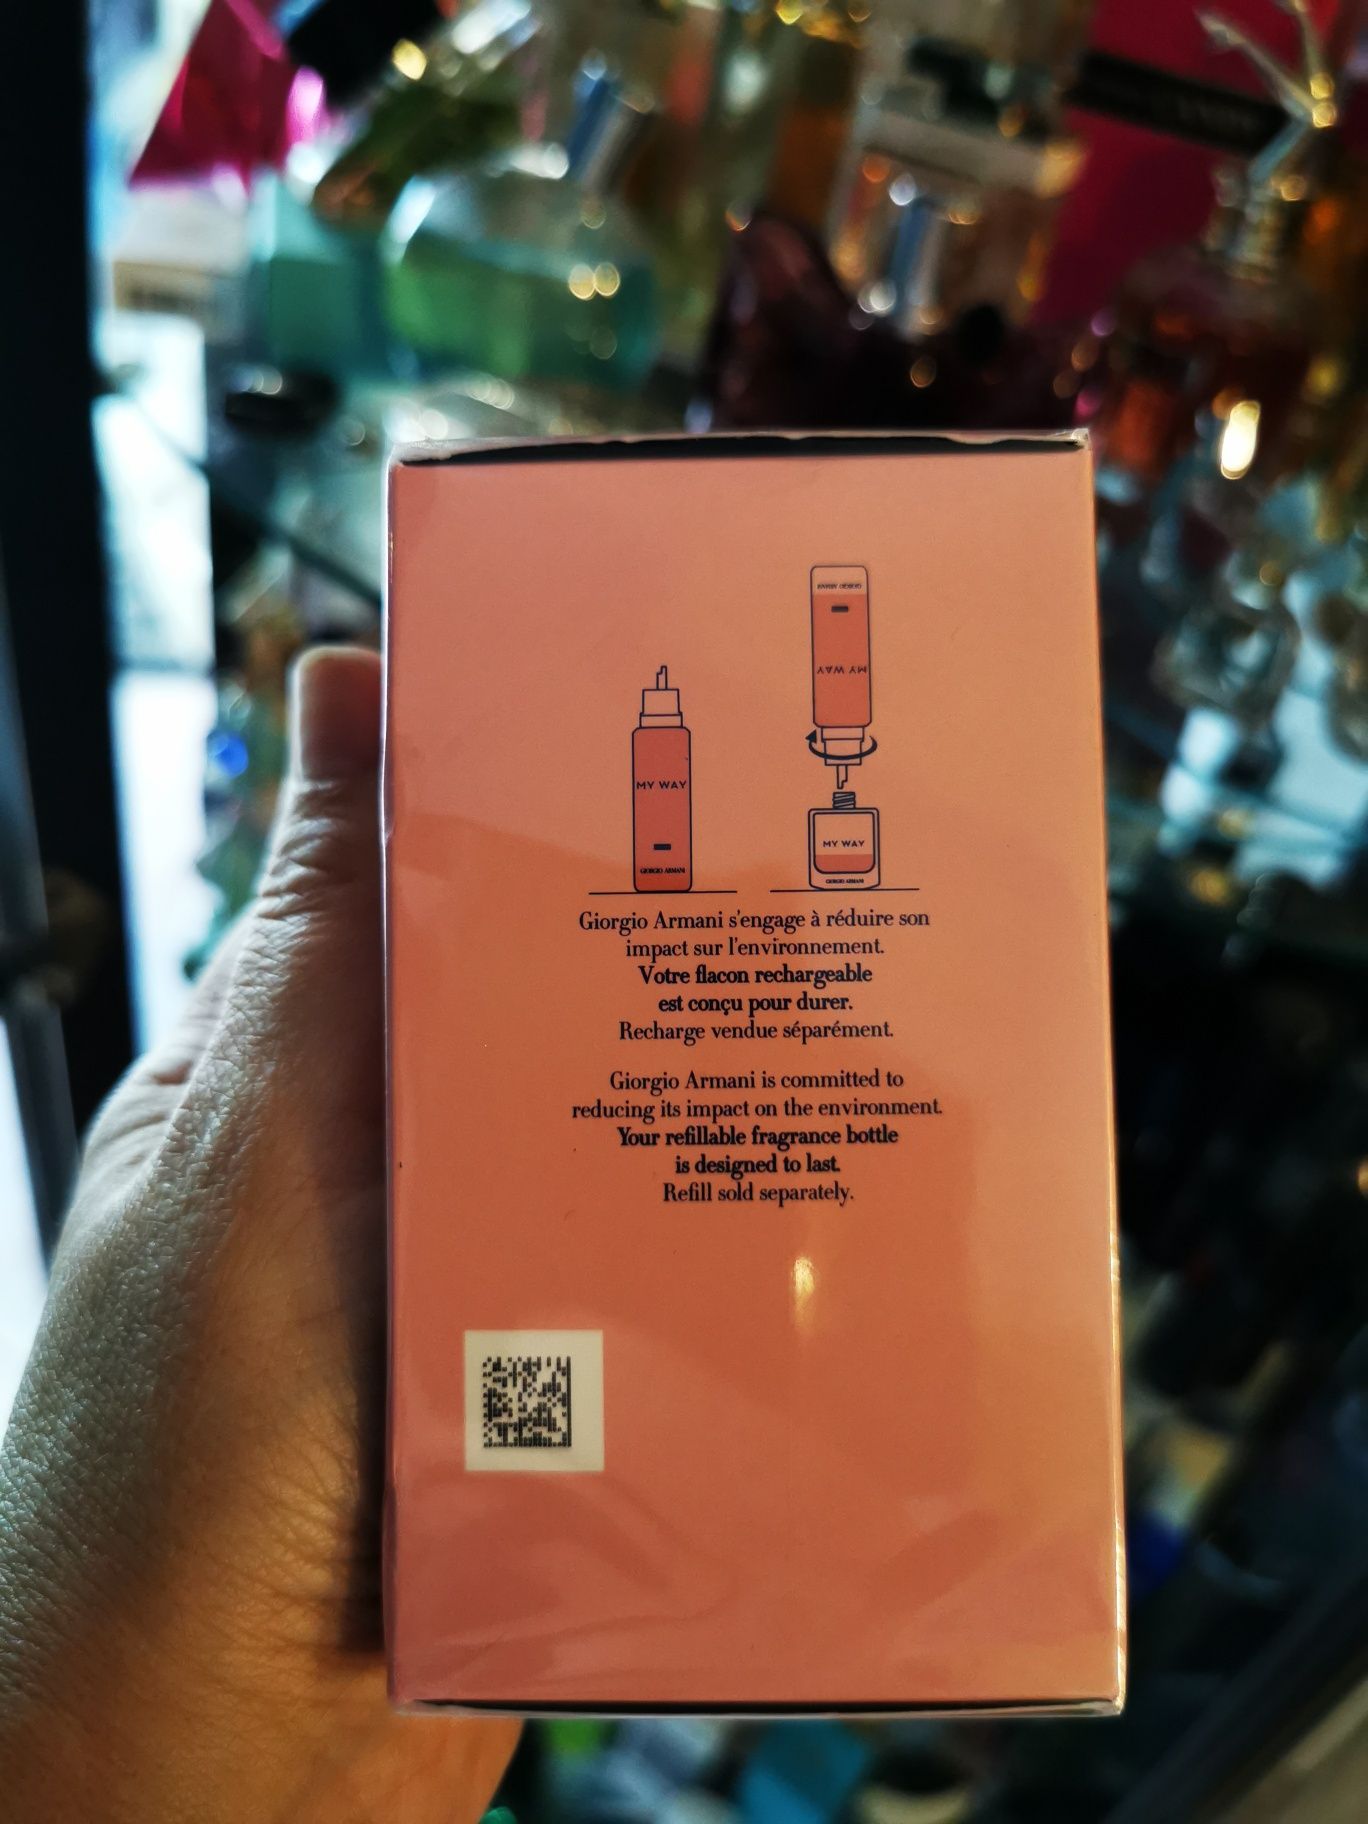 GIORGIO ARMANI
MY WAY
MY WAY
GIORGIO ARMANI
MY WAY
GIORGIO ARMANI
Giorgio Armani s'engage à réduire son
impact sur l'environnement.
Votre flacon rechargeable
est conçu pour durer.
Recharge vendue séparément.
Giorgio Armani is committed to
reducing its impact on the environment.
Your refillable fragrance bottle
is designed to last.
Refill sold separately.